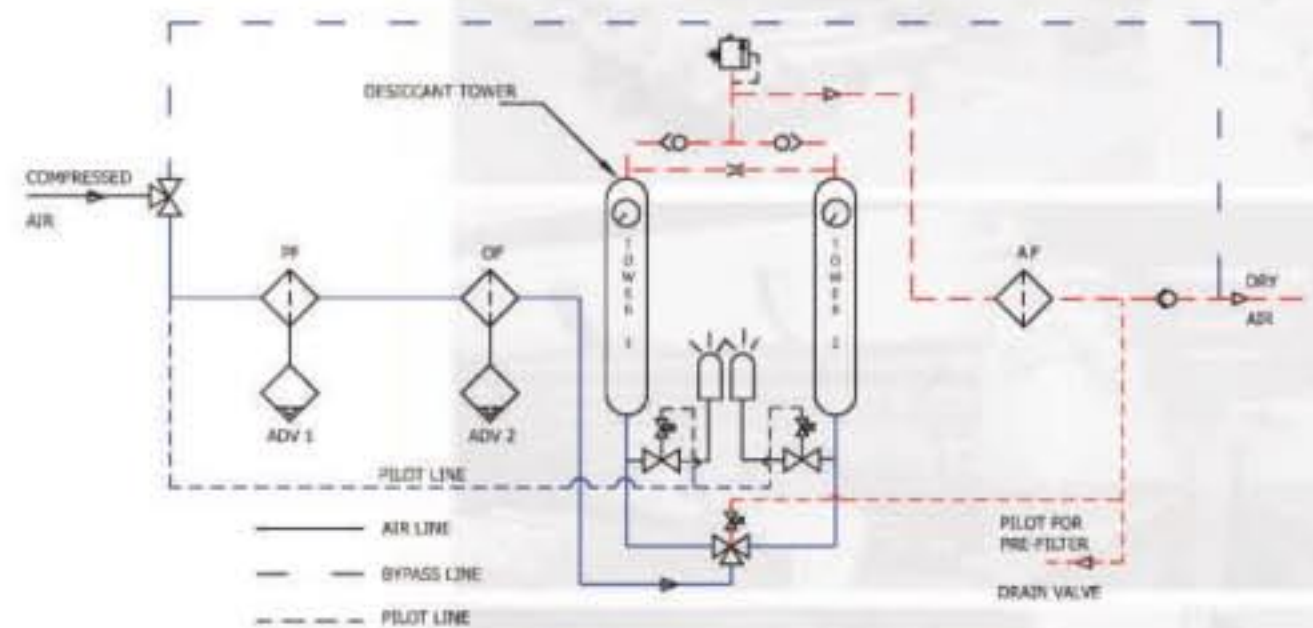 DESICCANT TOWER
COMPRESSED
AIR
PF
OF
TOWER 1
TOWER 2
AF
DRY
AIR
ADV 1
ADV 2
PILOT LINE
AIR LINE
BYPASS LINE
PILOT LINE
PILOT FOR
PRE-FILTER
DRAIN VALVE